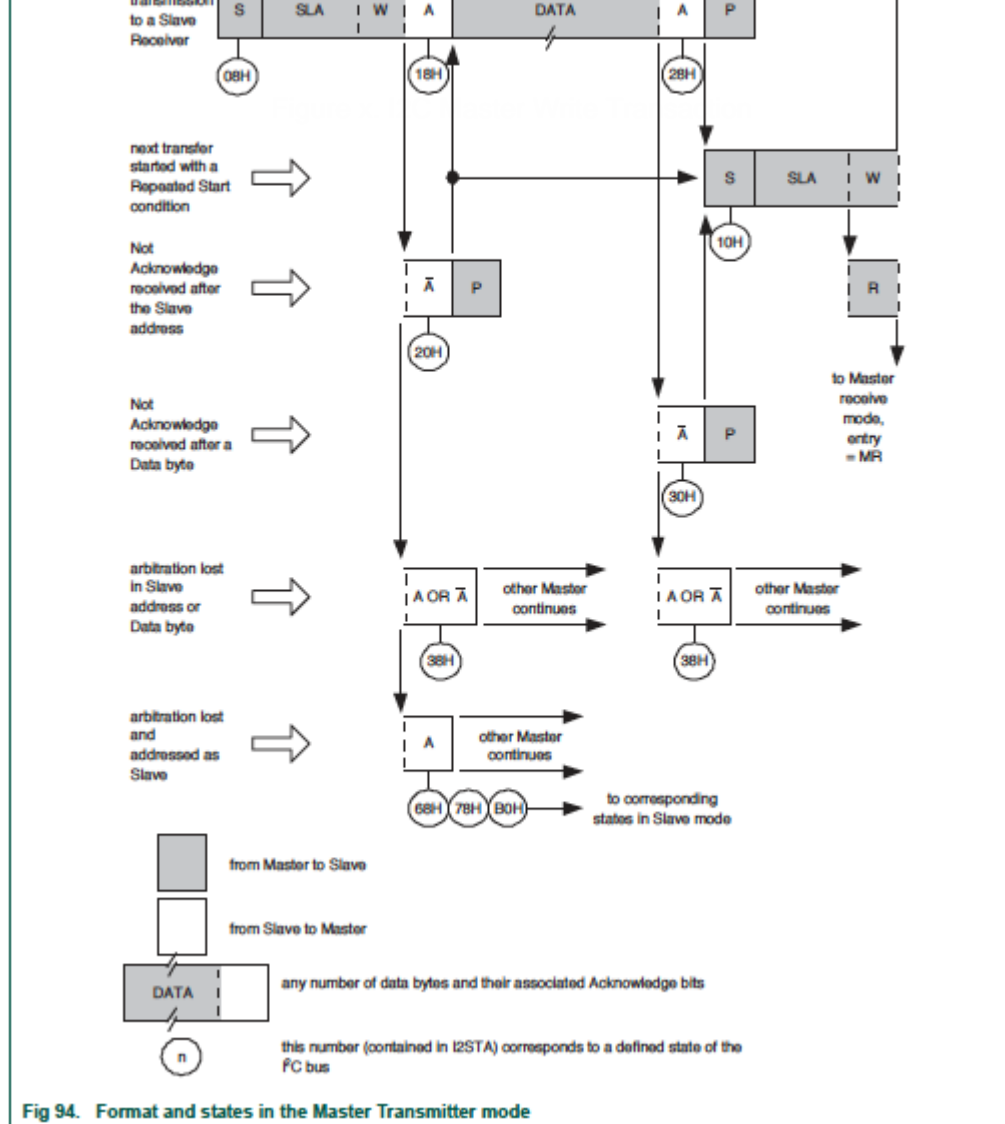 transmission
to a Slave
Receiver
S SLA W A DATA A P
08H 18H 28H
next transfer
started with a
Repeated Start
condition
S SLA W
10H
Not
Acknowledge
received after
the Slave
address
A̅ P
R
20H
to Master
receive
mode,
entry
= MR
Not
Acknowledge
received after a
Data byte
A̅ P
30H
arbitration lost
in Slave
address or
Data byte
A OR A̅
other Master
continues
A OR A̅
other Master
continues
38H 38H
arbitration lost
and
addressed as
Slave
A
other Master
continues
68H 78H B0H
to corresponding
states in Slave mode
from Master to Slave
from Slave to Master
DATA
any number of data bytes and their associated Acknowledge bits
n
this number (contained in I2STA) corresponds to a defined state of the
I²C bus
Fig 94. Format and states in the Master Transmitter mode